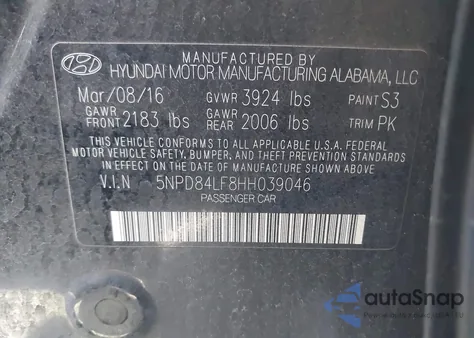 MANUFACTURED BY
HYUNDAI MOTOR MANUFACTURING ALABAMA, LLC
Mar/08/16 GVWR 3924 lbs PAINT S3
GAWR FRONT 2183 lbs GAWR REAR 2006 lbs TRIM PK
THIS VEHICLE CONFORMS TO ALL APPLICABLE U.S.A. FEDERAL
MOTOR VEHICLE SAFETY, BUMPER, AND THEFT PREVENTION STANDARDS
IN EFFECT ON THE DATE OF MANUFACTURE SHOWN ABOVE.
V.I.N 5NPD84LF8HH039046
PASSENGER CAR
autoSnap